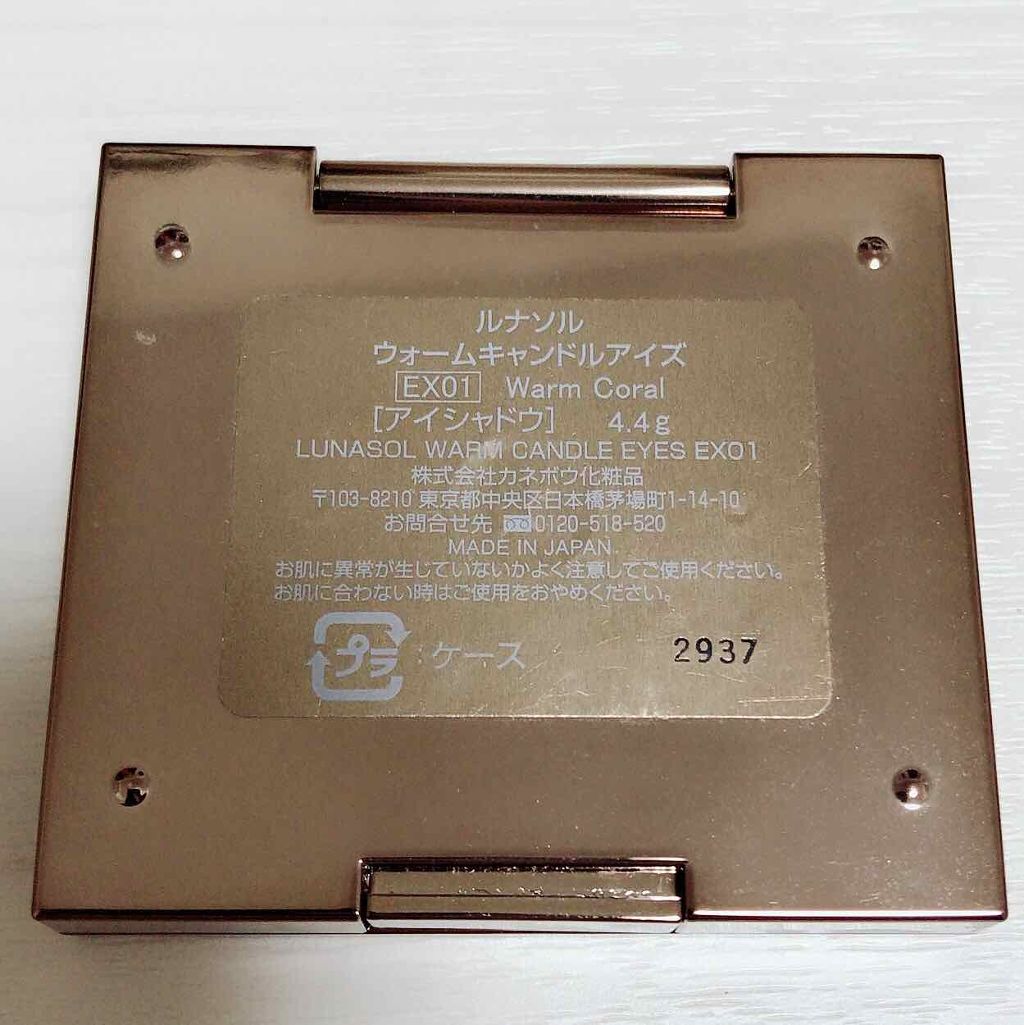 ルナソル
ウォームキャンドルアイズ
EX01 Warm Coral
[アイシャドウ] 4.4g
LUNASOL WARM CANDLE EYES EX01
株式会社カネボウ化粧品
〒103-8210 東京都中央区日本橋茅場町1-14-10
お問合せ先 0120-518-520
MADE IN JAPAN
お肌に異常が生じていないかよく注意してご使用ください。
お肌に合わない時はご使用をおやめください。
プラ :ケース 2937